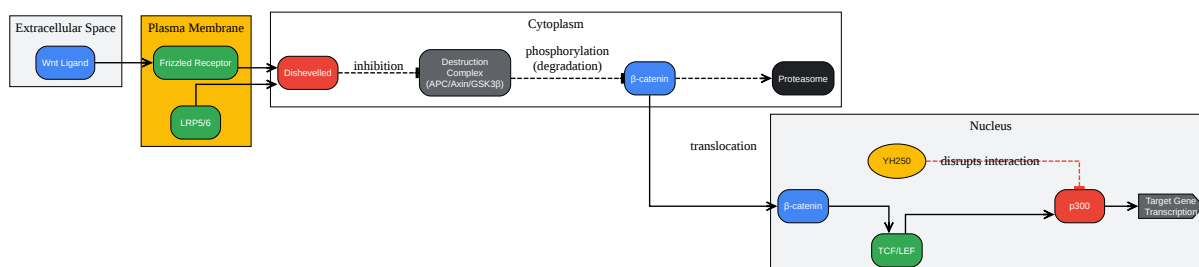 Extracellular Space
Wnt Ligand
Plasma Membrane
Frizzled Receptor
LRP5/6
Cytoplasm
Dishevelled
inhibition
Destruction
Complex
(APC/Axin/GSK3β)
phosphorylation
(degradation)
β-catenin
Proteasome
translocation
Nucleus
YH250
disrupts interaction
β-catenin
TCF/LEF
p300
Target Gene
Transcription